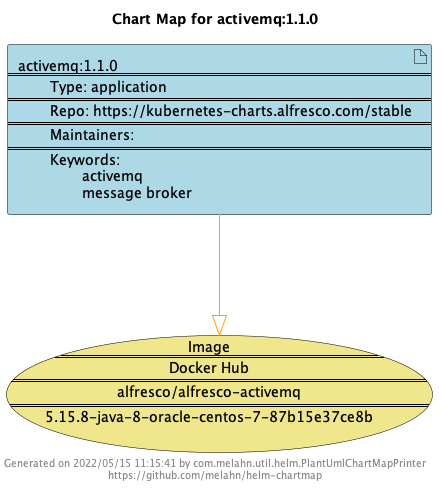 Chart Map for activemq:1.1.0
activemq:1.1.0
Type: application
Repo: https://kubernetes-charts.alfresco.com/stable
Maintainers:
Keywords:
activemq
message broker
Image
Docker Hub
alfresco/alfresco-activemq
5.15.8-java-8-oracle-centos-7-87b15e37ce8b
Generated on 2022/05/15 11:15:41 by com.melahn.util.helm.PlantUmlChartMapPrinter
https://github.com/melahn/helm-chartmap